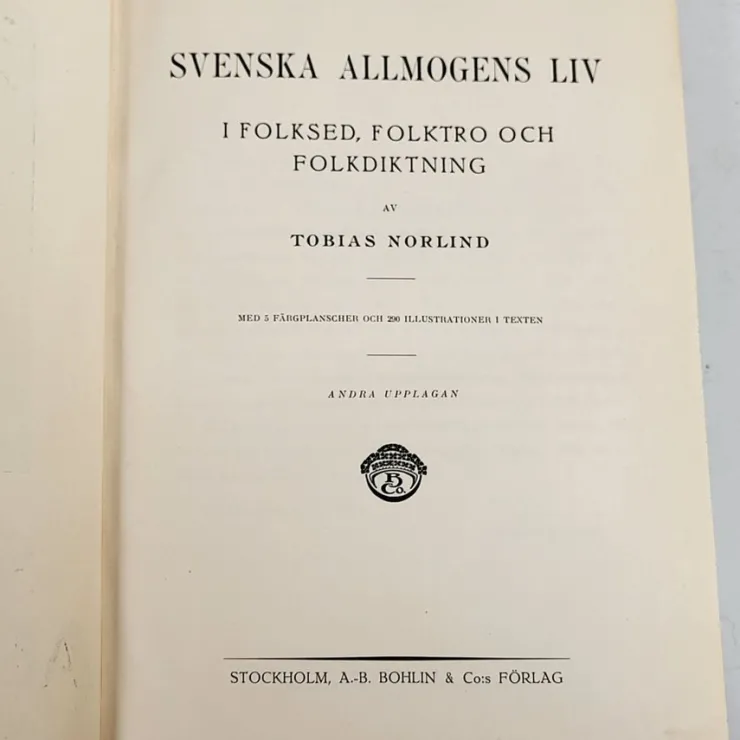 SVENSKA ALLMOGENS LIV
I FOLKSED, FOLKTRO OCH
FOLKDIKTNING
AV
TOBIAS NORLIND
MED 5 FÄRGPLANSCHER OCH 290 ILLUSTRATIONER I TEXTEN
ANDRA UPPLAGAN
B
Co.
STOCKHOLM, A.-B. BOHLIN & Co:s FÖRLAG